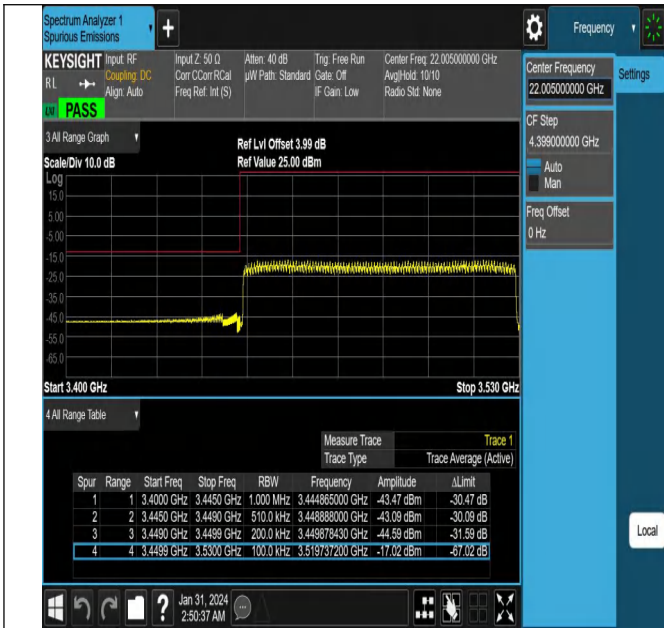 Spectrum Analyzer 1
Spurious Emissions
Frequency
KEYSIGHT
RL
LXI
PASS
Input: RF
Coupling: DC
Align: Auto
Input Z: 50 Ω
Corr CCorr RCal
Freq Ref: Int (S)
Atten: 40 dB
µW Path: Standard
Trig: Free Run
Gate: Off
IF Gain: Low
Center Freq: 22.005000000 GHz
Avg|Hold: 10/10
Radio Std: None
Center Frequency
22.005000000 GHz
Settings
CF Step
4.399000000 GHz
Auto
Man
Freq Offset
0 Hz
3 All Range Graph
Scale/Div 10.0 dB
Ref Lvl Offset 3.99 dB
Ref Value 25.00 dBm
Log
15.0
5.00
-5.00
-15.0
-25.0
-35.0
-45.0
-55.0
-65.0
Start 3.400 GHz
Stop 3.530 GHz
4 All Range Table
Measure Trace Trace 1
Trace Type Trace Average (Active)
Spur Range Start Freq Stop Freq RBW Frequency Amplitude ΔLimit
1 1 3.4000 GHz 3.4450 GHz 1.000 MHz 3.444865000 GHz -43.47 dBm -30.47 dB
2 2 3.4450 GHz 3.4490 GHz 510.0 kHz 3.448888000 GHz -43.09 dBm -30.09 dB
3 3 3.4490 GHz 3.4499 GHz 200.0 kHz 3.449878430 GHz -44.59 dBm -31.59 dB
4 4 3.4499 GHz 3.5300 GHz 100.0 kHz 3.519737200 GHz -17.02 dBm -67.02 dB
Local
?
Jan 31, 2024
2:50:37 AM